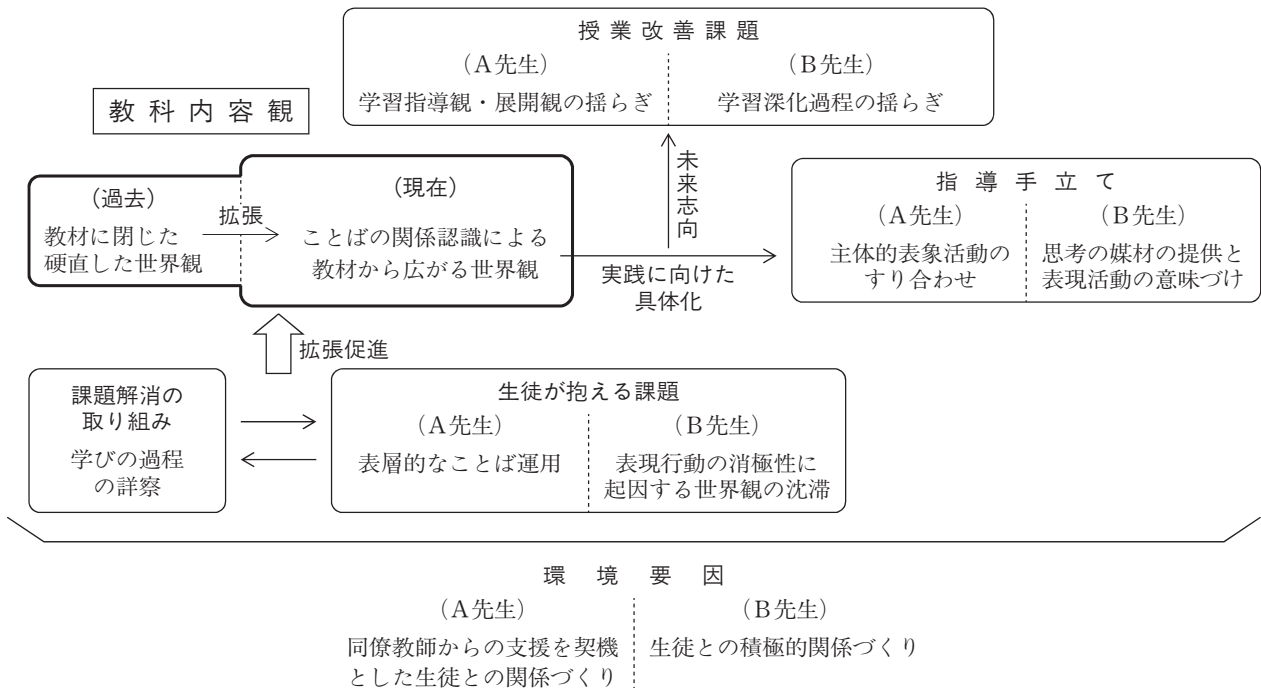 授業改善課題
(A先生)
(B先生)
学習指導観・展開観の揺らぎ
学習深化過程の揺らぎ
教科内容観
(過去)
拡張
(現在)
教材に閉じた
硬直した世界観
ことばの関係認識による
教材から広がる世界観
未来志向
実践に向けた
具体化
指導手立て
(A先生)
(B先生)
主体的表象活動の
すり合わせ
思考の媒材の提供と
表現活動の意味づけ
拡張促進
課題解消の
取り組み
学びの過程
の詳察
生徒が抱える課題
(A先生)
(B先生)
表層的なことば運用
表現行動の消極性に
起因する世界観の沈滞
環境要因
(A先生)
(B先生)
同僚教師からの支援を契機
とした生徒との関係づくり
生徒との積極的関係づくり